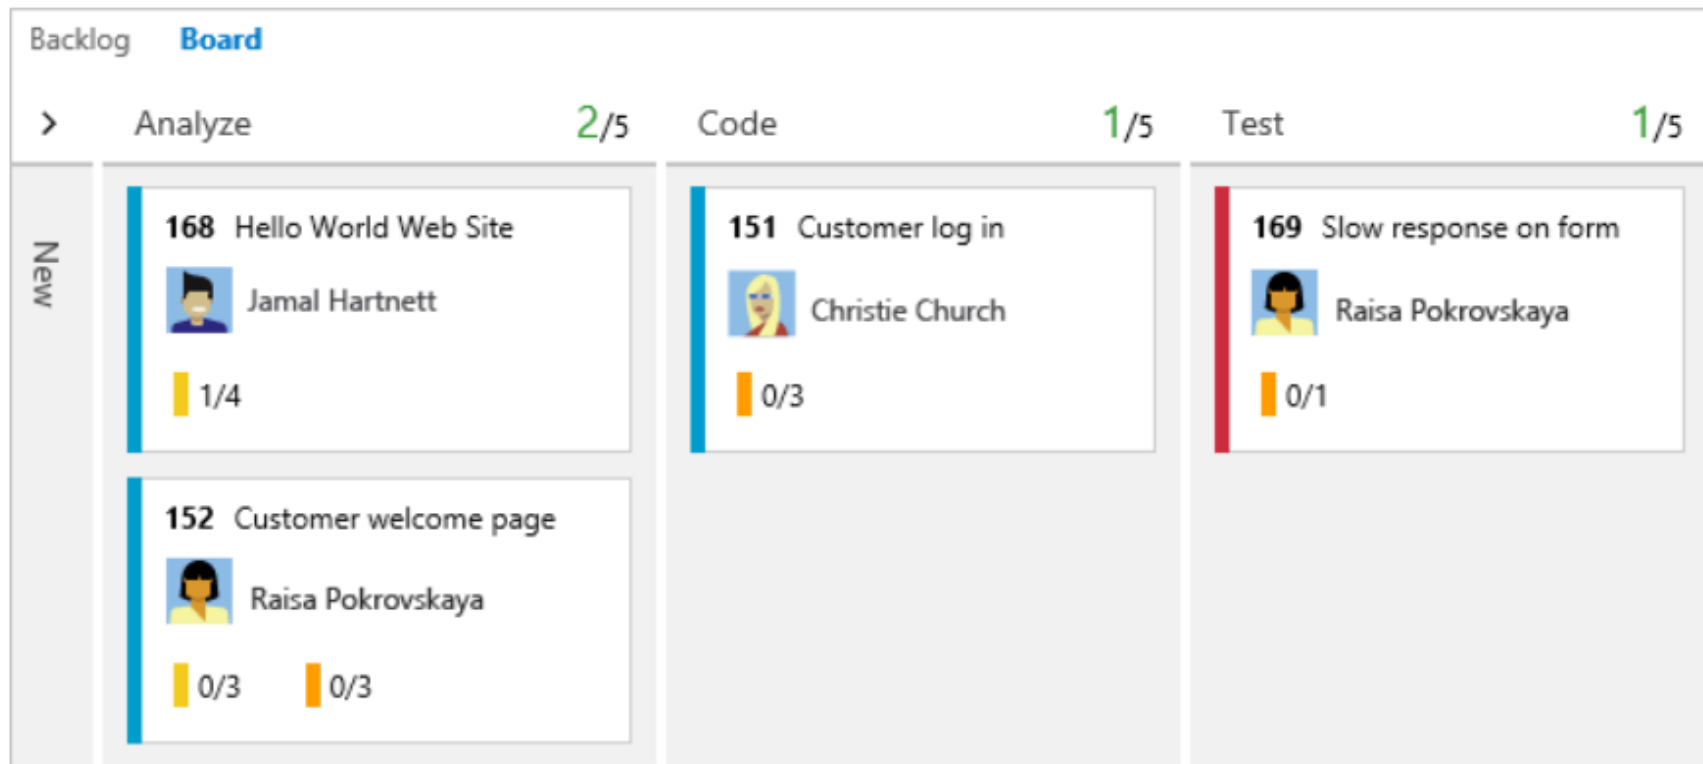 Backlog Board
Analyze 2/5 Code 1/5 Test 1/5
New
168 Hello World Web Site
Jamal Hartnett
1/4
152 Customer welcome page
Raisa Pokrovskaya
0/3 0/3
151 Customer log in
Christie Church
0/3
169 Slow response on form
Raisa Pokrovskaya
0/1